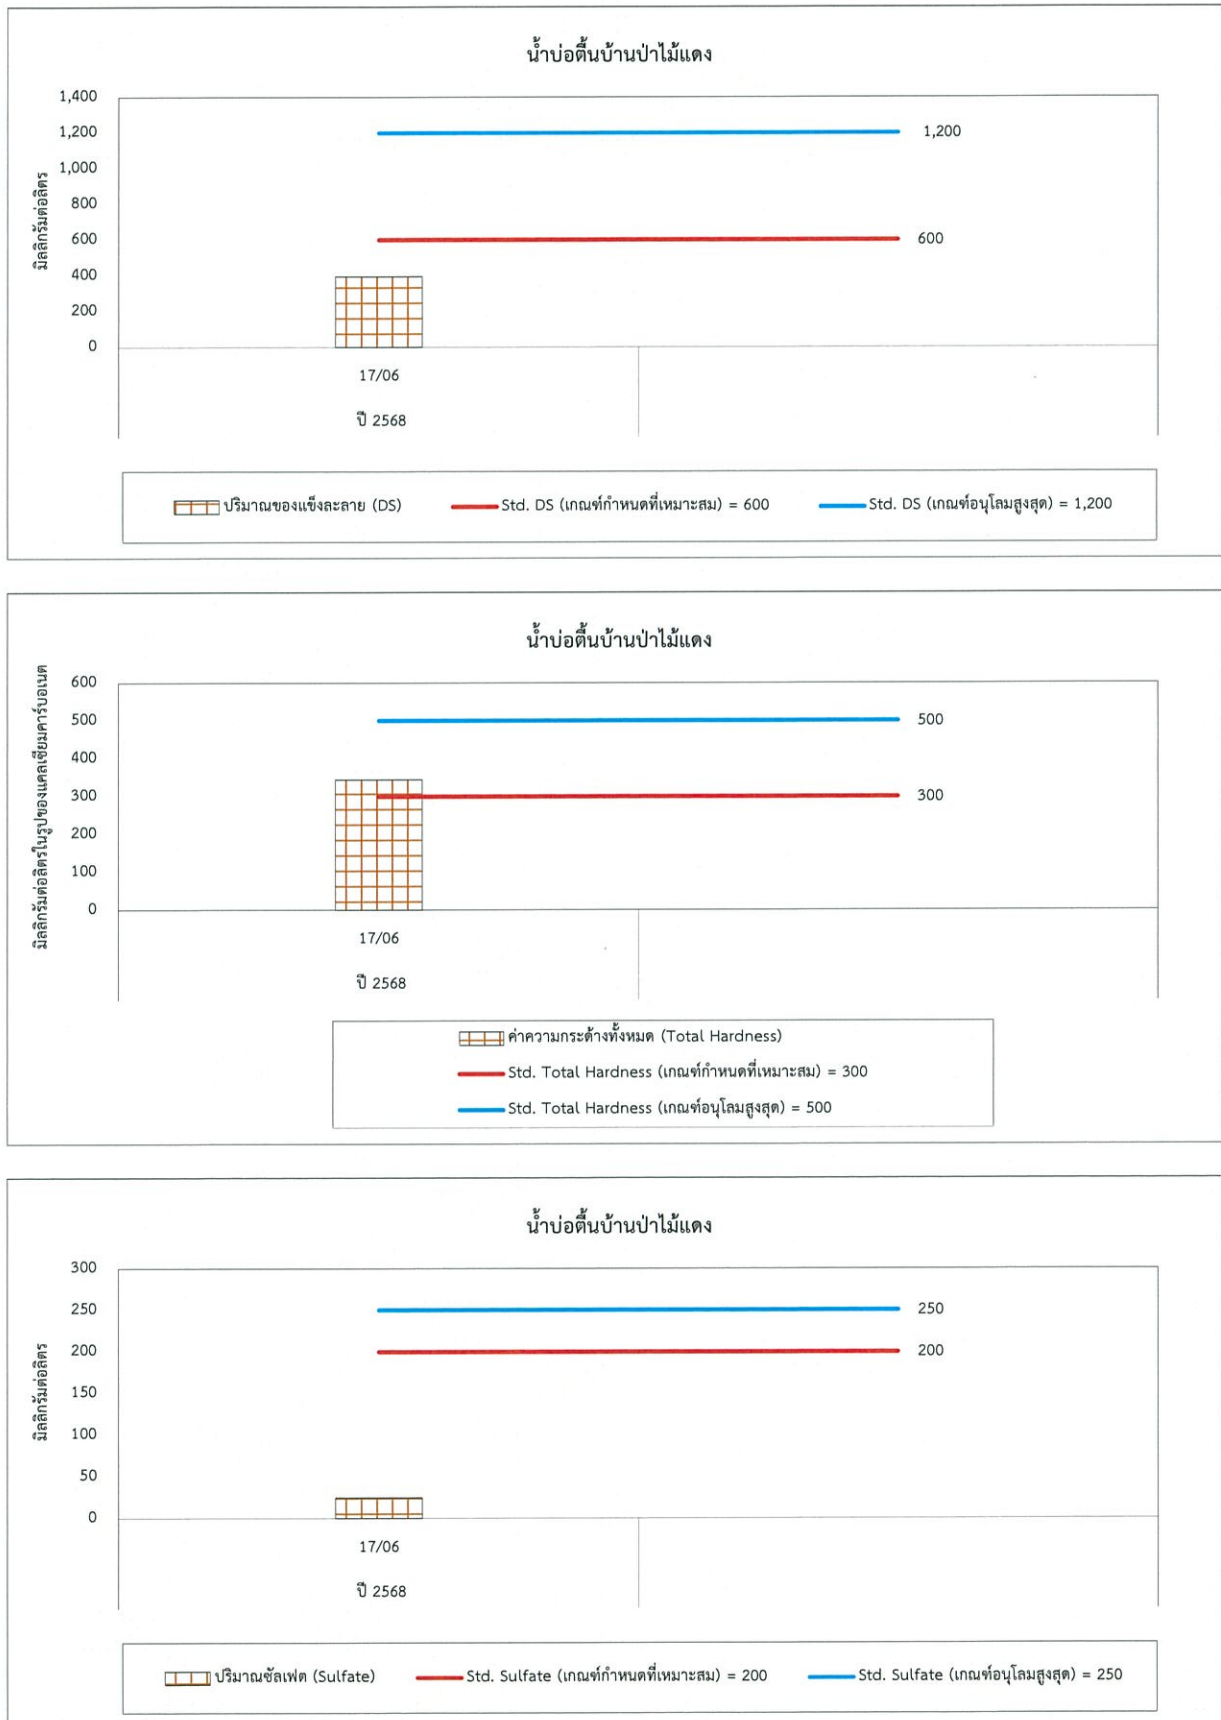 น้ำบ่อตื้นบ้านป่าไม้แดง
มิลลิกรัมต่อลิตร
1,400
1,200
1,000
800
600
400
200
0
1,200
600
17/06
ปี 2568
ปริมาณของแข็งละลาย (DS) Std. DS (เกณฑ์กำหนดที่เหมาะสม) = 600 Std. DS (เกณฑ์อนุโลมสูงสุด) = 1,200
น้ำบ่อตื้นบ้านป่าไม้แดง
มิลลิกรัมต่อลิตรในรูปของแคลเซียมคาร์บอเนต
600
500
400
300
200
100
0
500
300
17/06
ปี 2568
ค่าความกระด้างทั้งหมด (Total Hardness)
Std. Total Hardness (เกณฑ์กำหนดที่เหมาะสม) = 300
Std. Total Hardness (เกณฑ์อนุโลมสูงสุด) = 500
น้ำบ่อตื้นบ้านป่าไม้แดง
มิลลิกรัมต่อลิตร
300
250
200
150
100
50
0
250
200
17/06
ปี 2568
ปริมาณซัลเฟต (Sulfate) Std. Sulfate (เกณฑ์กำหนดที่เหมาะสม) = 200 Std. Sulfate (เกณฑ์อนุโลมสูงสุด) = 250